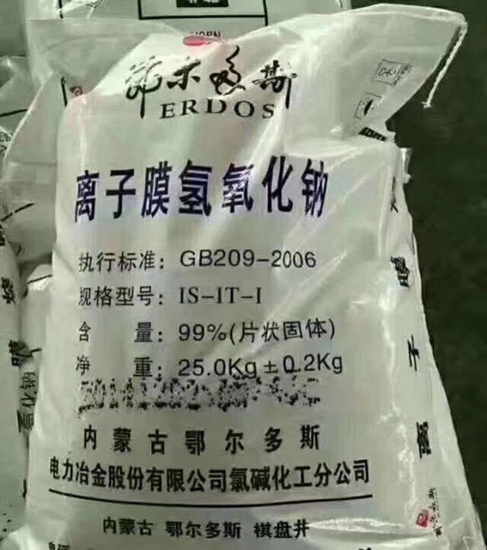 鄂尔多斯
ERDOS
离子膜氢氧化钠
执行标准：GB209-2006
规格型号：IS-IT-I
含 量：99%(片状固体)
净 重：25.0Kg±0.2Kg
内蒙古鄂尔多斯
电力冶金股份有限公司氯碱化工分公司
内蒙古 鄂尔多斯 棋盘井